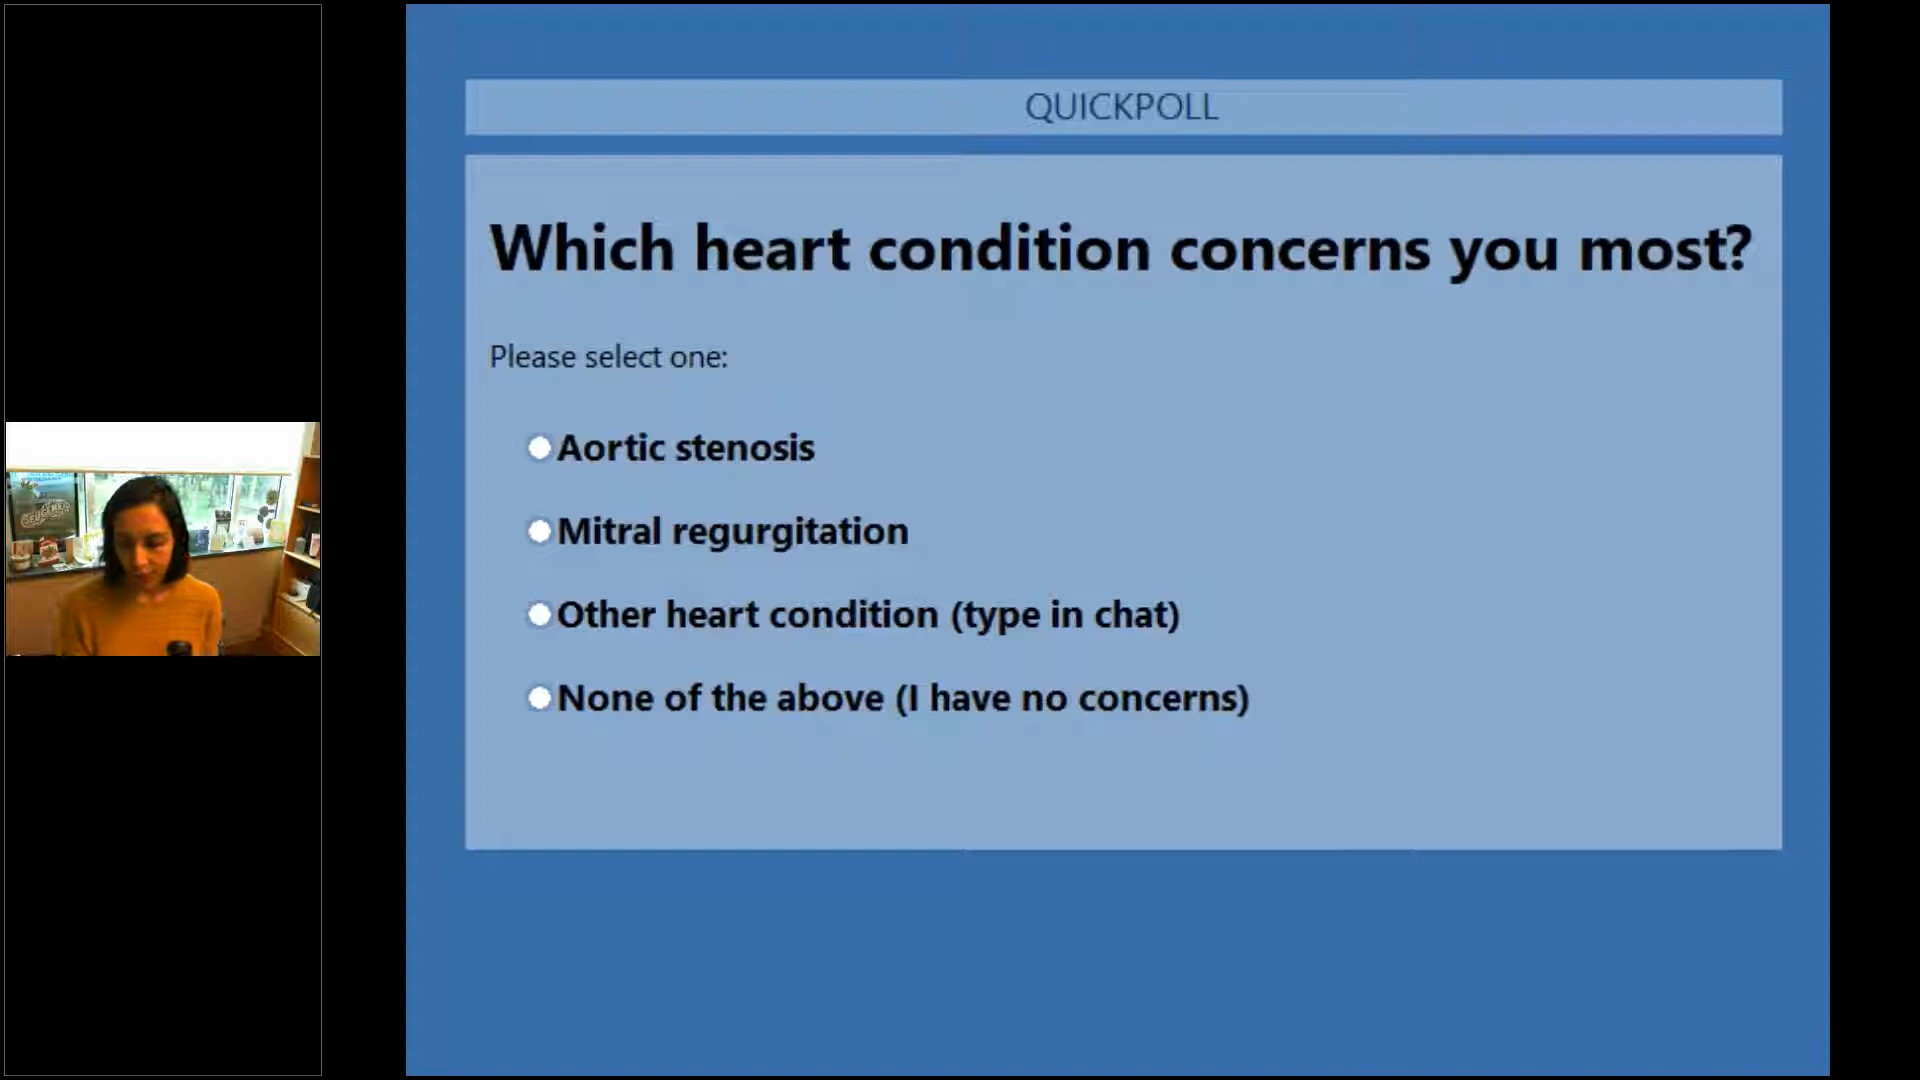 QUICKPOLL
Which heart condition concerns you most?
Please select one:
Aortic stenosis
Mitral regurgitation
Other heart condition (type in chat)
None of the above (I have no concerns)